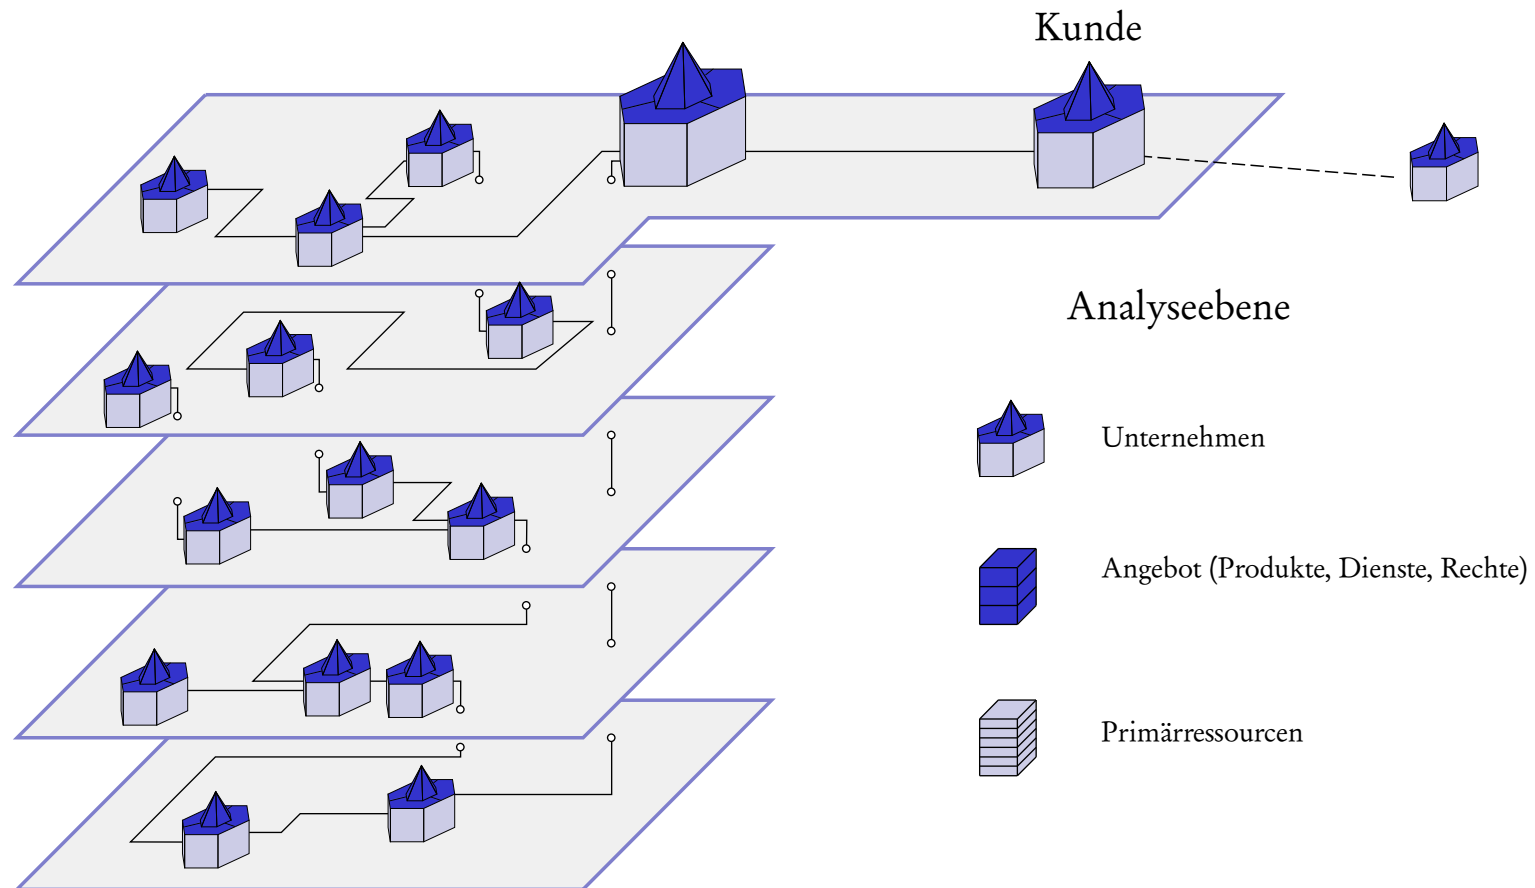 Kunde
Analyseebene
Unternehmen
Angebot (Produkte, Dienste, Rechte)
Primärressourcen